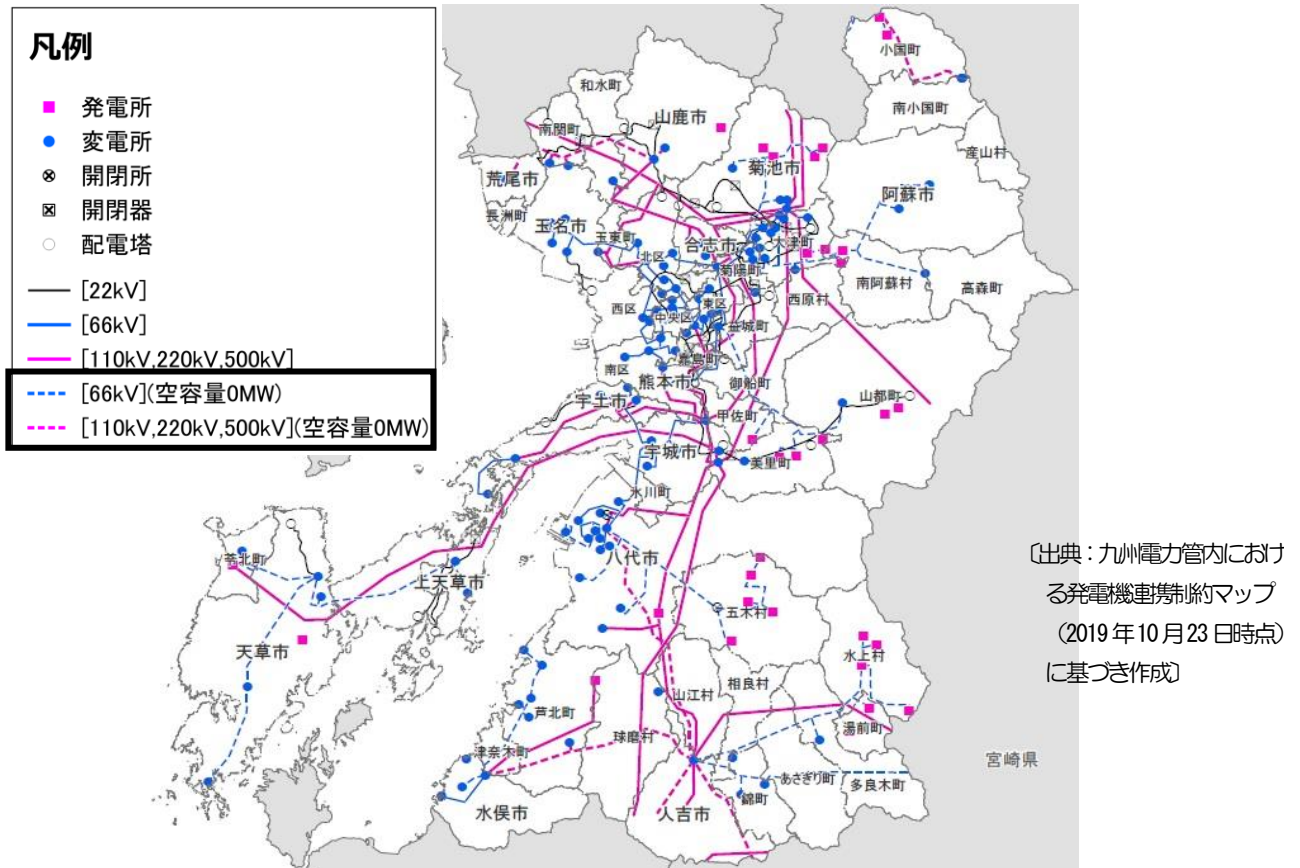 凡例
発電所
変電所
開閉所
開閉器
配電塔
[22kV]
[66kV]
[110kV,220kV,500kV]
[66kV](空容量0MW)
[110kV,220kV,500kV](空容量0MW)
小国町
南小国町
産山村
和水町
山鹿市
南関町
菊池市
荒尾市
阿蘇市
長洲町
玉名市
玉東町
合志市
大津町
北区
菊陽町
西原村
南阿蘇村
高森町
西区
東区
中央区
益城町
嘉島町
南区
熊本市
御船町
山都町
宇土市
甲佐町
宇城市
美里町
氷川町
八代市
苓北町
上天草市
五木村
天草市
水上村
相良村
山江村
芦北町
湯前町
球磨村
津奈木町
あさぎり町
多良木町
錦町
水俣市
人吉市
宮崎県
〔出典：九州電力管内におけ
る発電機連携制約マップ
（2019年10月23日時点）
に基づき作成〕